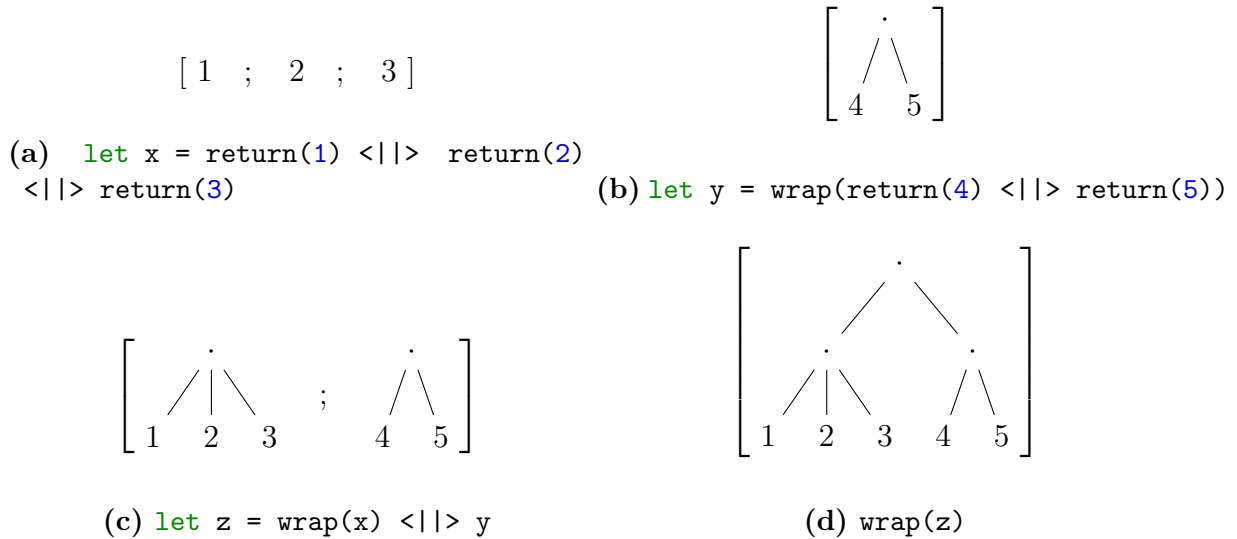 [ 1 ; 2 ; 3 ]
(a) let x = return(1) <||> return(2)
<||> return(3)
·
4 5
(b) let y = wrap(return(4) <||> return(5))
· ; ·
1 2 3 4 5
(c) let z = wrap(x) <||> y
·
· ·
1 2 3 4 5
(d) wrap(z)